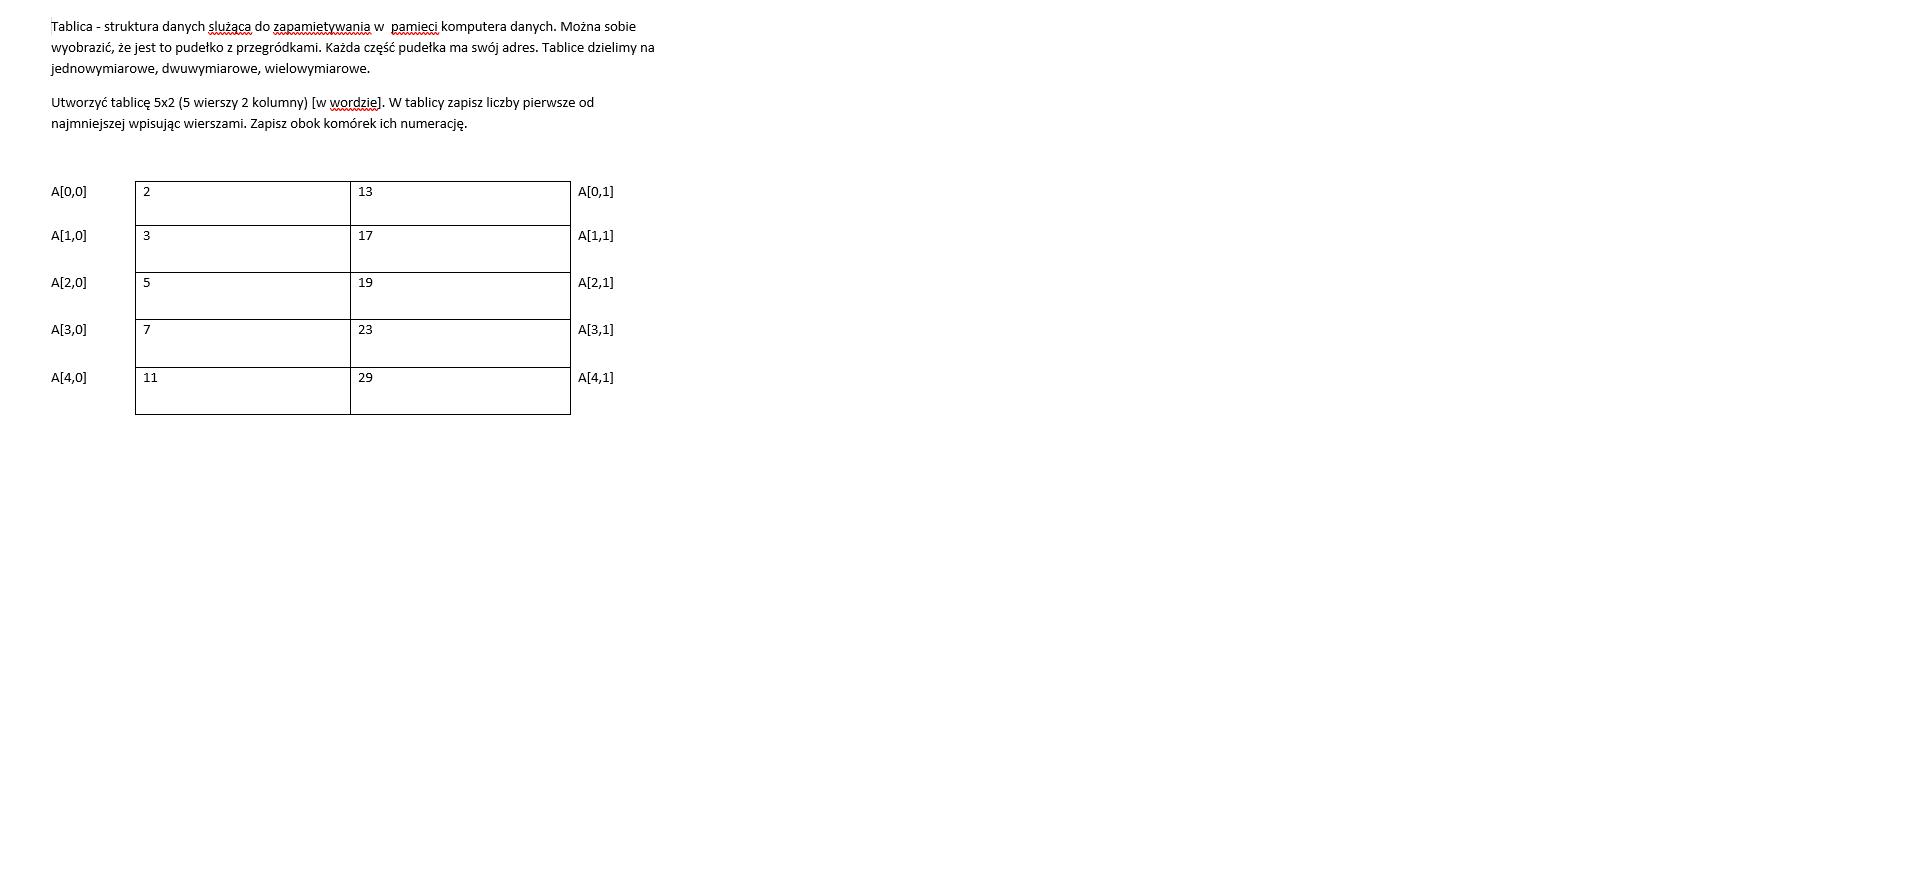 Tablica - struktura danych slużąca do zapamietywania w  pamieci komputera danych. Można sobie
wyobrazić, że jest to pudełko z przegródkami. Każda część pudełka ma swój adres. Tablice dzielimy na
jednowymiarowe, dwuwymiarowe, wielowymiarowe.
Utworzyć tablicę 5x2 (5 wierszy 2 kolumny) [w wordzie]. W tablicy zapisz liczby pierwsze od
najmniejszej wpisując wierszami. Zapisz obok komórek ich numerację.
A[0,0] 2 13 A[0,1]
A[1,0] 3 17 A[1,1]
A[2,0] 5 19 A[2,1]
A[3,0] 7 23 A[3,1]
A[4,0] 11 29 A[4,1]